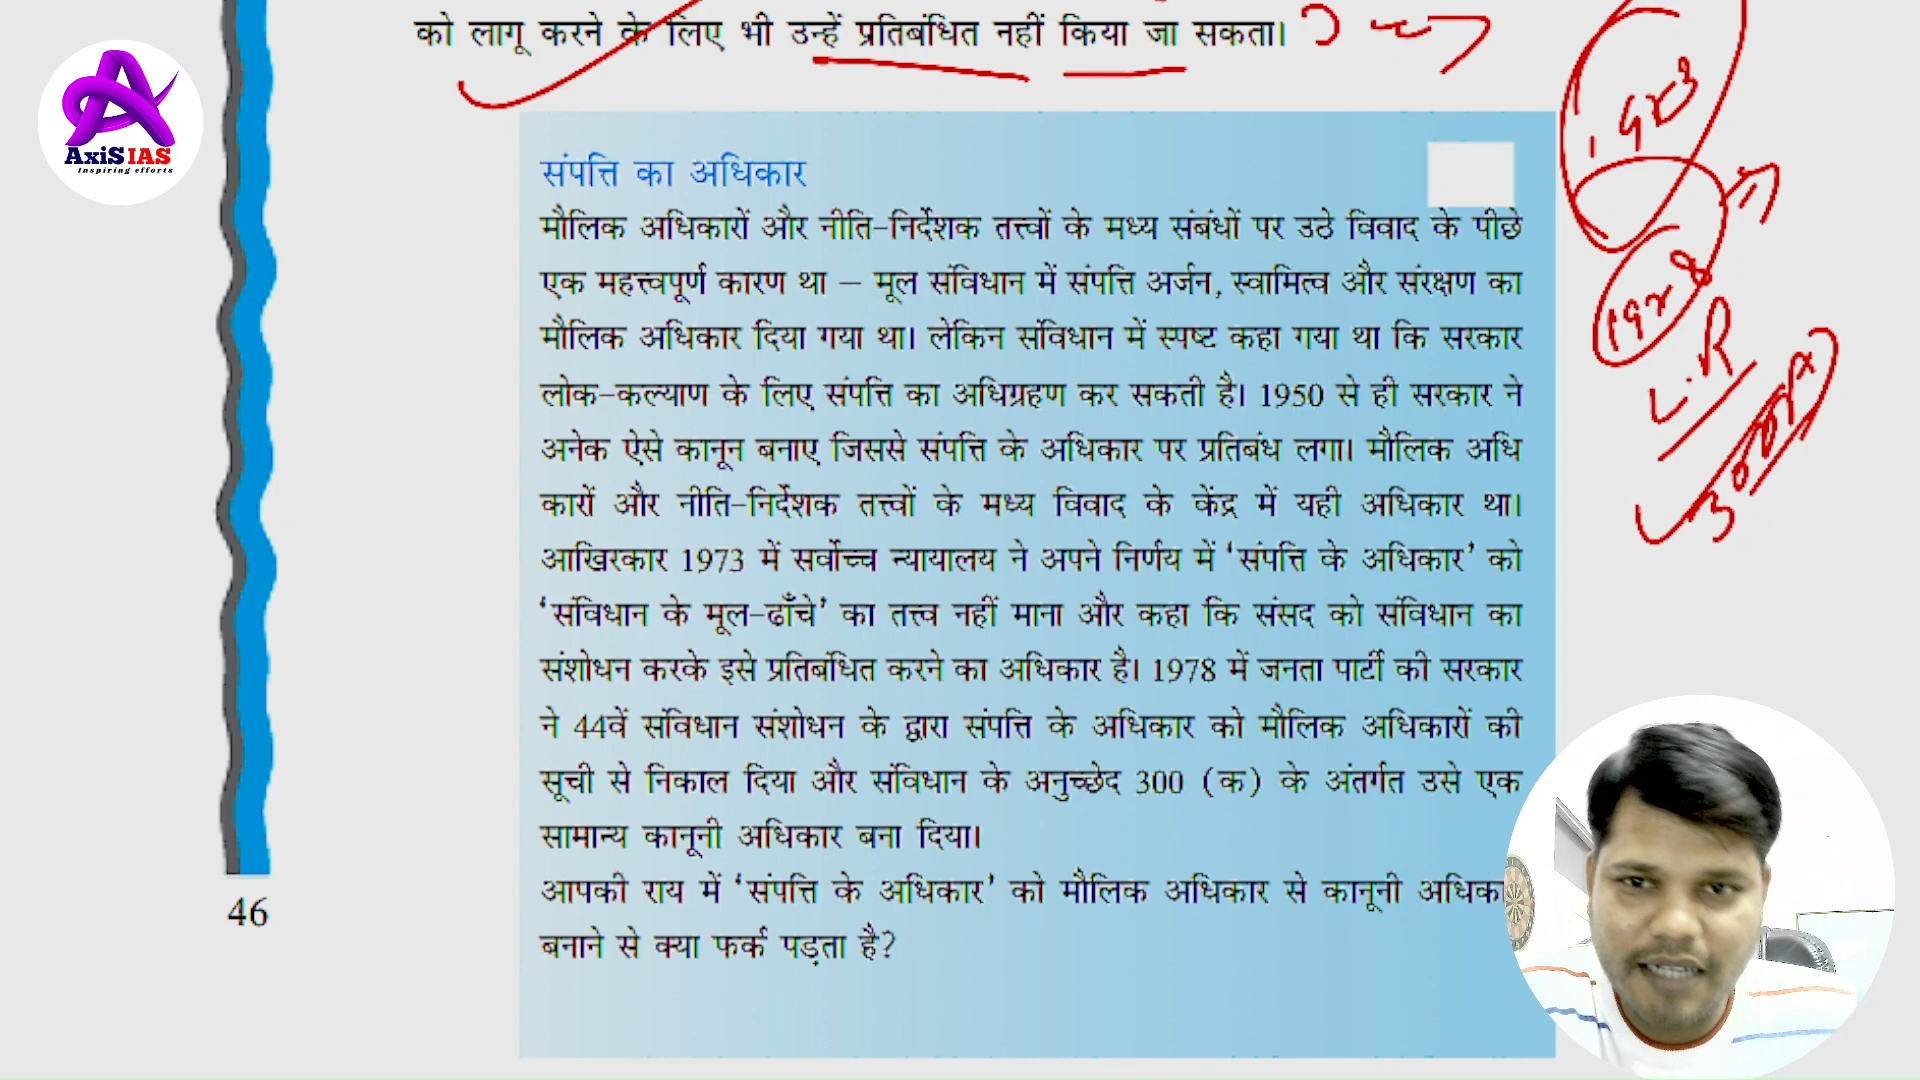 को लागू करने के लिए भी उन्हें प्रतिबंधित नहीं किया जा सकता।
AxiS IAS
Inspiring efforts
संपत्ति का अधिकार
मौलिक अधिकारों और नीति-निर्देशक तत्त्वों के मध्य संबंधों पर उठे विवाद के पीछे
एक महत्त्वपूर्ण कारण था – मूल संविधान में संपत्ति अर्जन, स्वामित्व और संरक्षण का
मौलिक अधिकार दिया गया था। लेकिन संविधान में स्पष्ट कहा गया था कि सरकार
लोक-कल्याण के लिए संपत्ति का अधिग्रहण कर सकती है। 1950 से ही सरकार ने
अनेक ऐसे कानून बनाए जिससे संपत्ति के अधिकार पर प्रतिबंध लगा। मौलिक अधि
कारों और नीति-निर्देशक तत्त्वों के मध्य विवाद के केंद्र में यही अधिकार था।
आखिरकार 1973 में सर्वोच्च न्यायालय ने अपने निर्णय में ‘संपत्ति के अधिकार’ को
‘संविधान के मूल-ढाँचे’ का तत्त्व नहीं माना और कहा कि संसद को संविधान का
संशोधन करके इसे प्रतिबंधित करने का अधिकार है। 1978 में जनता पार्टी की सरकार
ने 44वें संविधान संशोधन के द्वारा संपत्ति के अधिकार को मौलिक अधिकारों की
सूची से निकाल दिया और संविधान के अनुच्छेद 300 (क) के अंतर्गत उसे एक
सामान्य कानूनी अधिकार बना दिया।
आपकी राय में ‘संपत्ति के अधिकार’ को मौलिक अधिकार से कानूनी
बनाने से क्या फर्क पड़ता है?
46
1973
1978
L.R